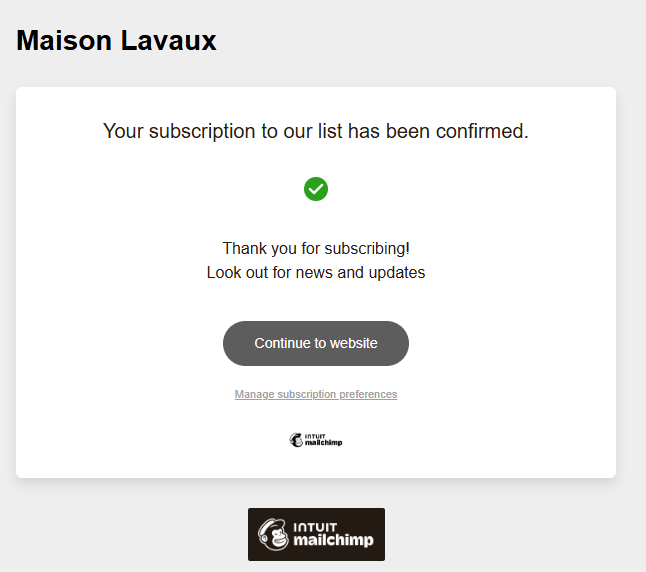 Maison Lavaux
Your subscription to our list has been confirmed.
Thank you for subscribing!
Look out for news and updates
Continue to website
Manage subscription preferences
INTUIT
mailchimp
INTUIT
mailchimp